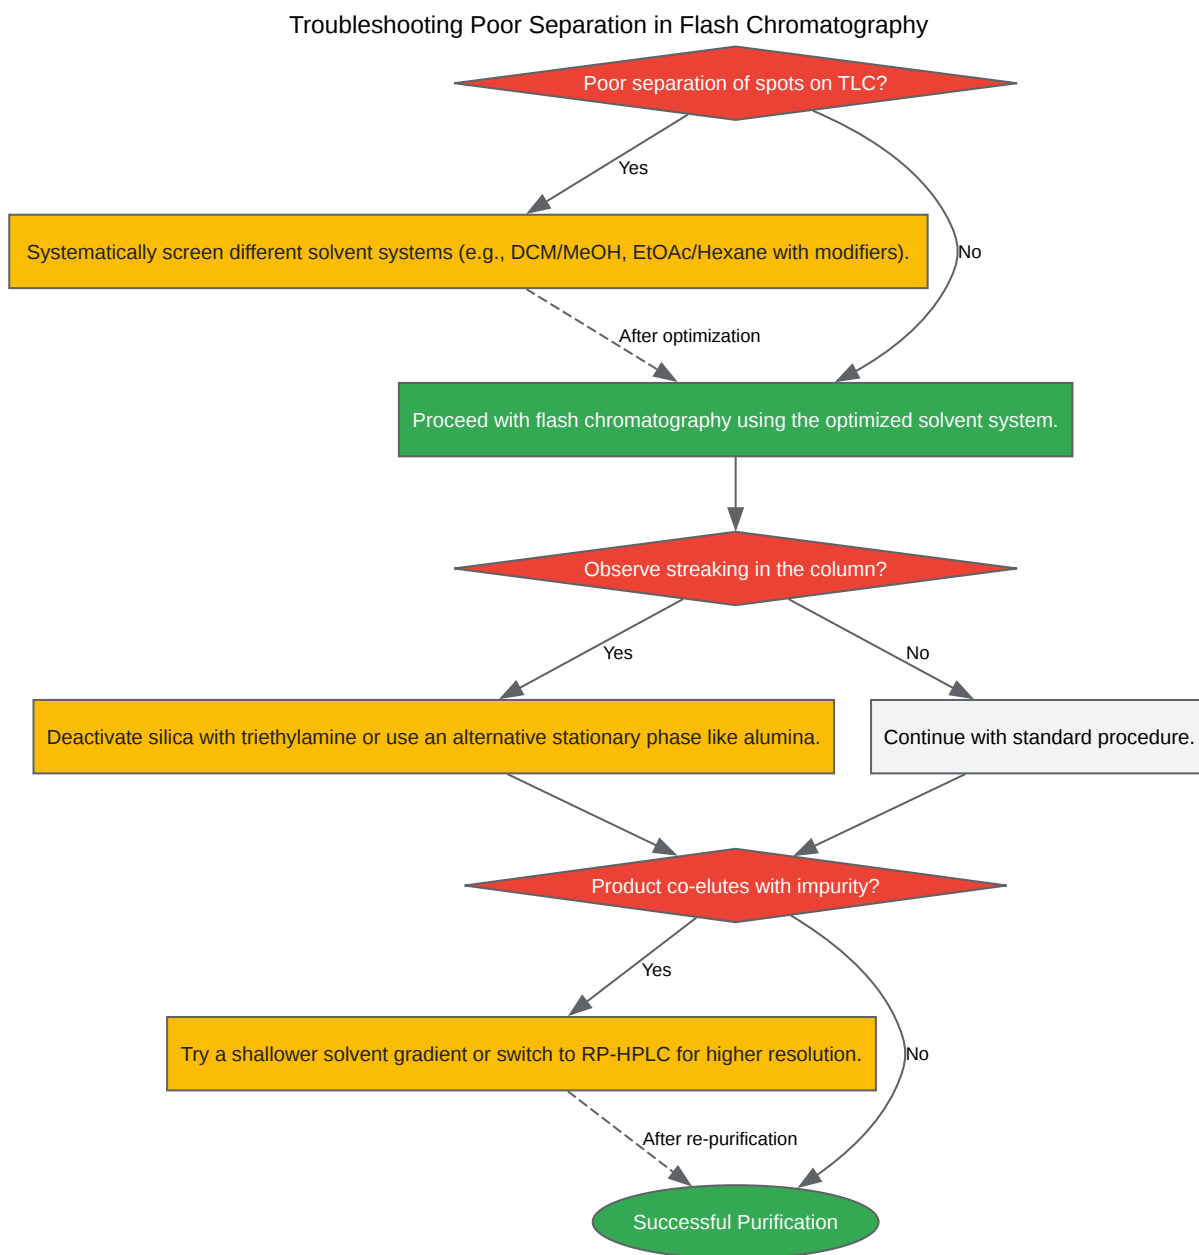 Troubleshooting Poor Separation in Flash Chromatography
Poor separation of spots on TLC?
Yes
Systematically screen different solvent systems (e.g., DCM/MeOH, EtOAc/Hexane with modifiers).
No
After optimization
Proceed with flash chromatography using the optimized solvent system.
Observe streaking in the column?
Yes
No
Deactivate silica with triethylamine or use an alternative stationary phase like alumina.
Continue with standard procedure.
Product co-elutes with impurity?
Yes
Try a shallower solvent gradient or switch to RP-HPLC for higher resolution.
No
After re-purification
Successful Purification